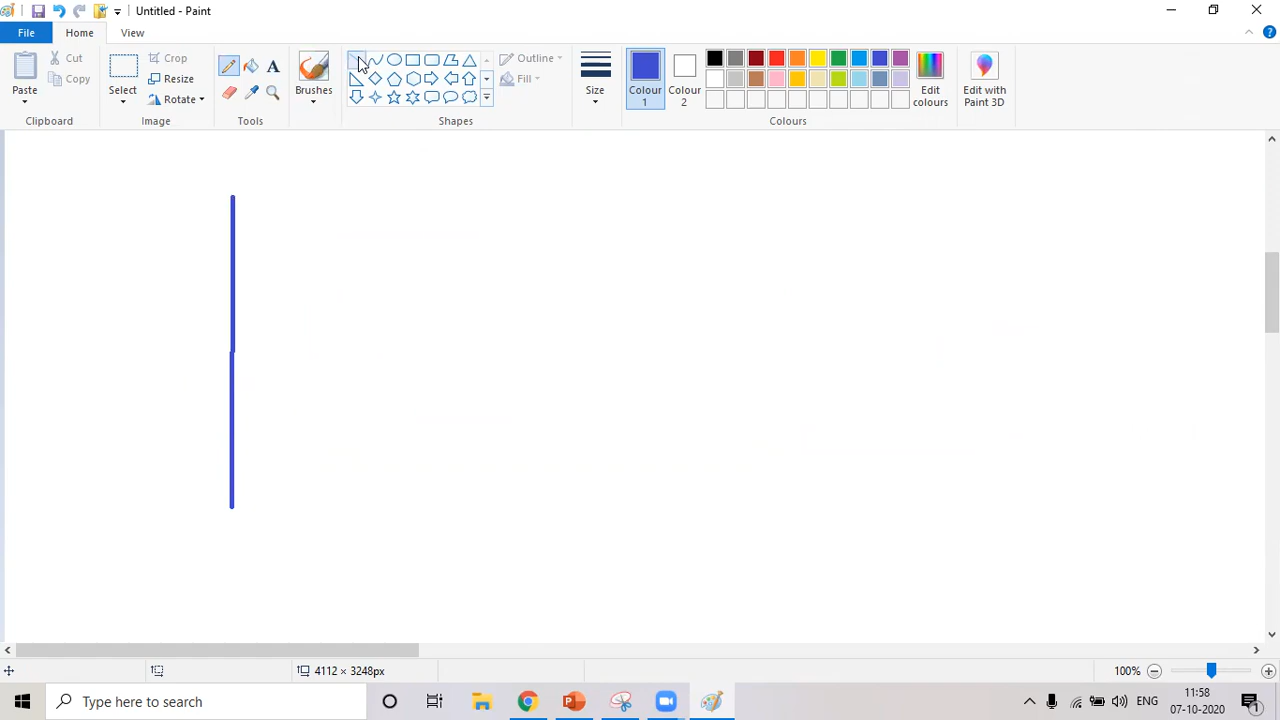 Untitled - Paint
File Home View
Paste
Cut
Copy
Clipboard
Select
Crop
Resize
Rotate
Image
A
Tools
Brushes
Shapes
Outline
Fill
Size
Colour 1
Colour 2
Edit colours
Colours
Edit with Paint 3D
4112 × 3248px
100%
Type here to search
ENG
11:58
07-10-2020
1